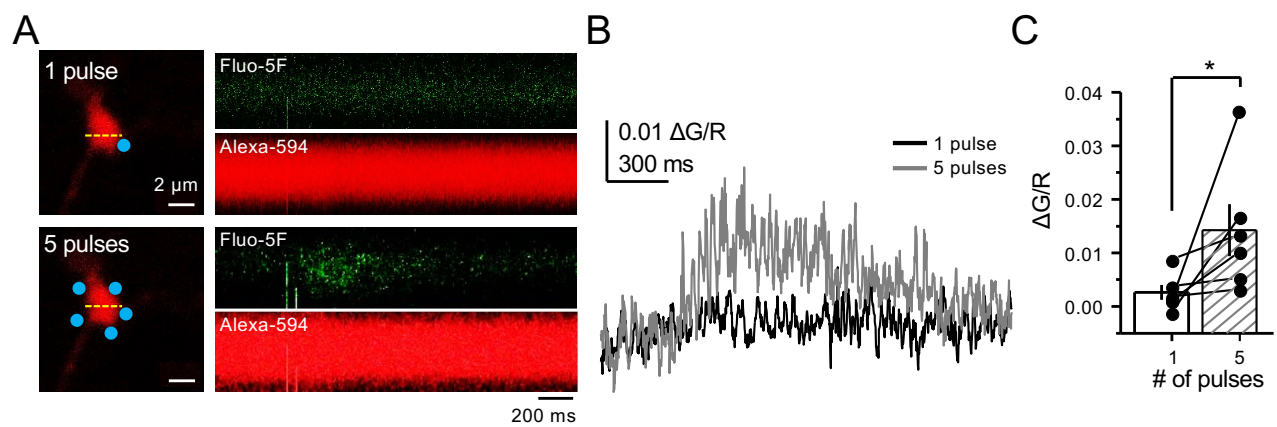 A
1 pulse
2 µm
Fluo-5F
Alexa-594
5 pulses
Fluo-5F
Alexa-594
200 ms
B
0.01 ΔG/R
300 ms
1 pulse
5 pulses
C
*
0.04
0.03
0.02
0.01
0.00
ΔG/R
1 5
# of pulses